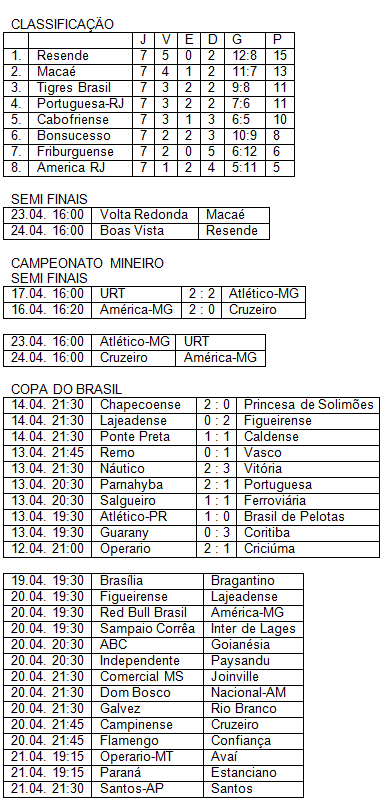 CLASSIFICAÇÃO
J V E D G P
1. Resende 7 5 0 2 12:8 15
2. Macaé 7 4 1 2 11:7 13
3. Tigres Brasil 7 3 2 2 9:8 11
4. Portuguesa-RJ 7 3 2 2 7:6 11
5. Cabofriense 7 3 1 3 6:5 10
6. Bonsucesso 7 2 2 3 10:9 8
7. Friburguense 7 2 0 5 6:12 6
8. America RJ 7 1 2 4 5:11 5
SEMI FINAIS
23.04. 16:00 Volta Redonda Macaé
24.04. 16:00 Boas Vista Resende
CAMPEONATO MINEIRO
SEMI FINAIS
17.04. 16:00 URT 2 : 2 Atlético-MG
16.04. 16:20 América-MG 2 : 0 Cruzeiro
23.04. 16:00 Atlético-MG URT
24.04. 16:00 Cruzeiro América-MG
COPA DO BRASIL
14.04. 21:30 Chapecoense 2 : 0 Princesa de Solimões
14.04. 21:30 Lajeadense 0 : 2 Figueirense
14.04. 21:30 Ponte Preta 1 : 1 Caldense
13.04. 21:45 Remo 0 : 1 Vasco
13.04. 21:30 Náutico 2 : 3 Vitória
13.04. 20:30 Parnahyba 2 : 1 Portuguesa
13.04. 20:30 Salgueiro 1 : 1 Ferroviária
13.04. 19:30 Atlético-PR 1 : 0 Brasil de Pelotas
13.04. 19:30 Guarany 0 : 3 Coritiba
12.04. 21:00 Operario 2 : 1 Criciúma
19.04. 19:30 Brasília Bragantino
20.04. 19:30 Figueirense Lajeadense
20.04. 19:30 Red Bull Brasil América-MG
20.04. 19:30 Sampaio Corrêa Inter de Lages
20.04. 20:30 ABC Goianésia
20.04. 20:30 Independente Paysandu
20.04. 21:30 Comercial MS Joinville
20.04. 21:30 Dom Bosco Nacional-AM
20.04. 21:30 Galvez Rio Branco
20.04. 21:45 Campinense Cruzeiro
20.04. 21:45 Flamengo Confiança
21.04. 19:15 Operario-MT Avaí
21.04. 19:15 Paraná Estanciano
21.04. 21:30 Santos-AP Santos